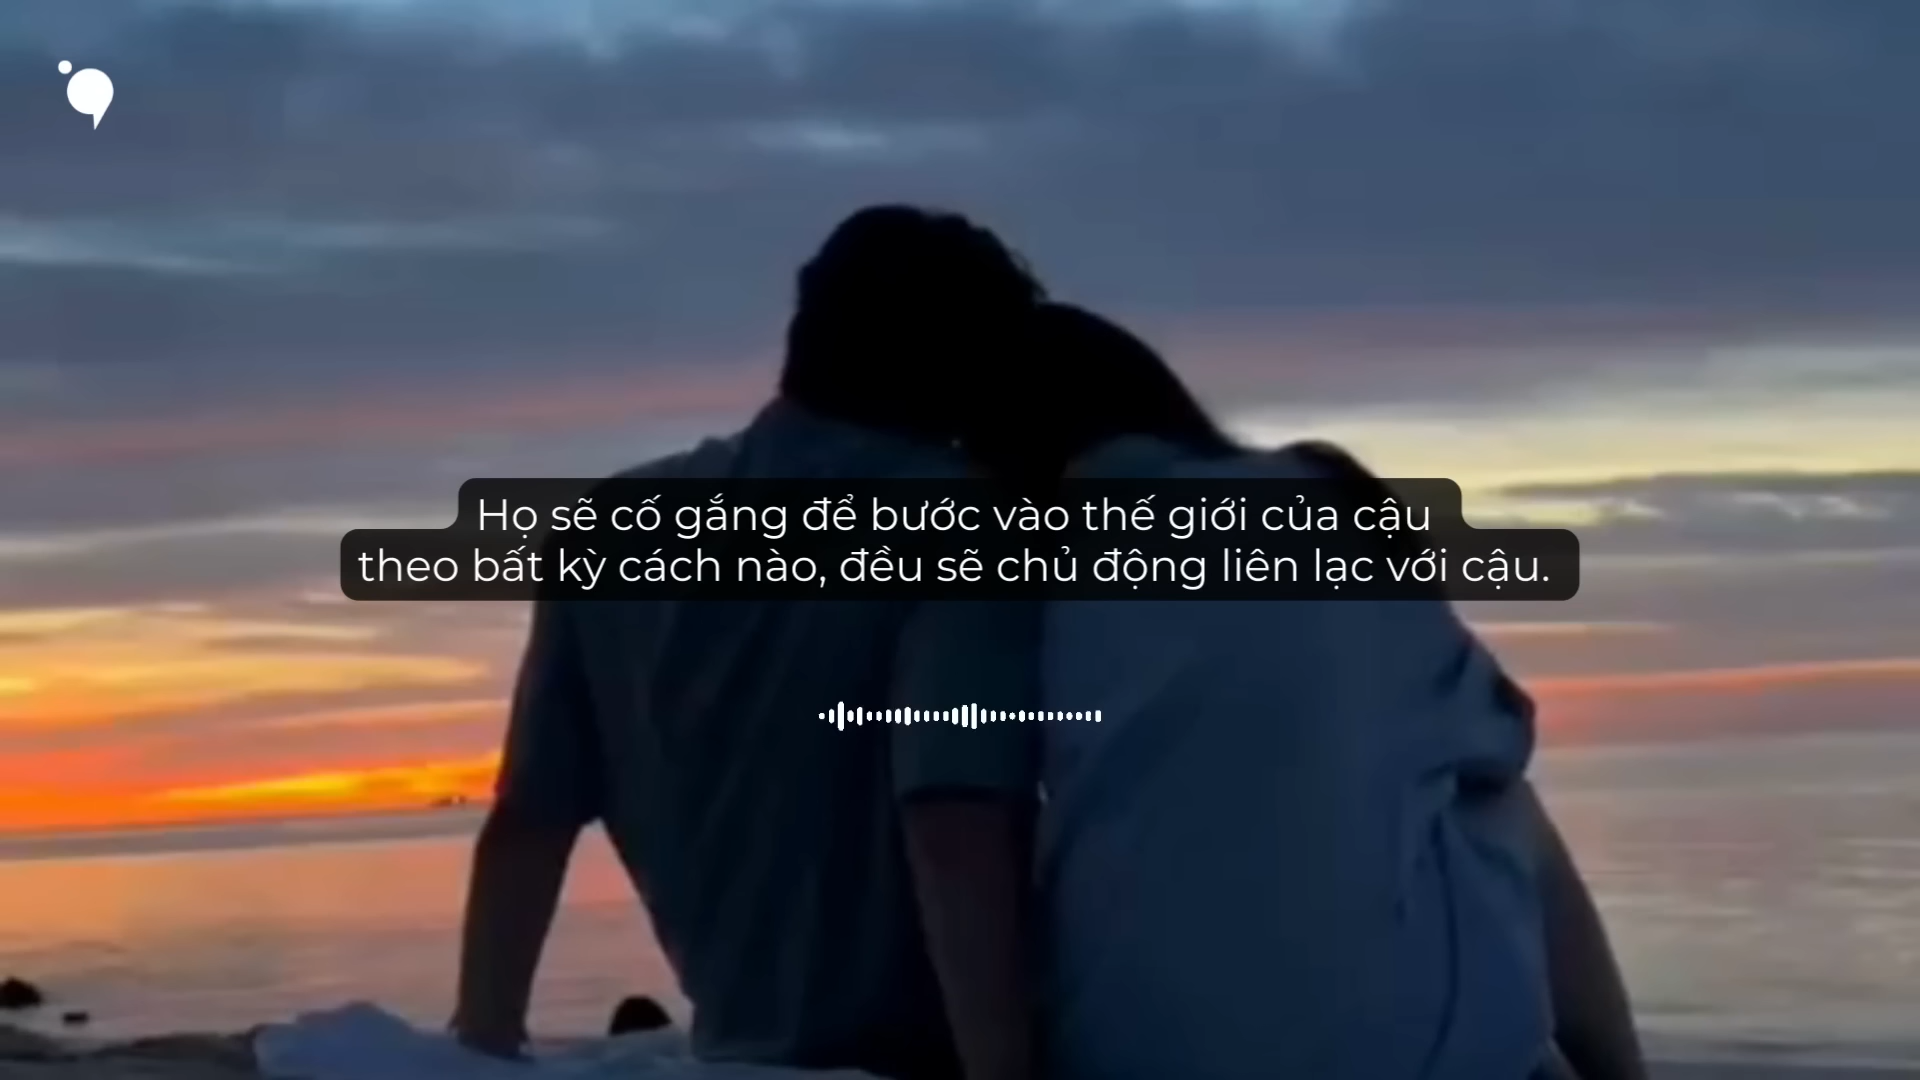 Họ sẽ cố gắng để bước vào thế giới của cậu
theo bất kỳ cách nào, đều sẽ chủ động liên lạc với cậu.